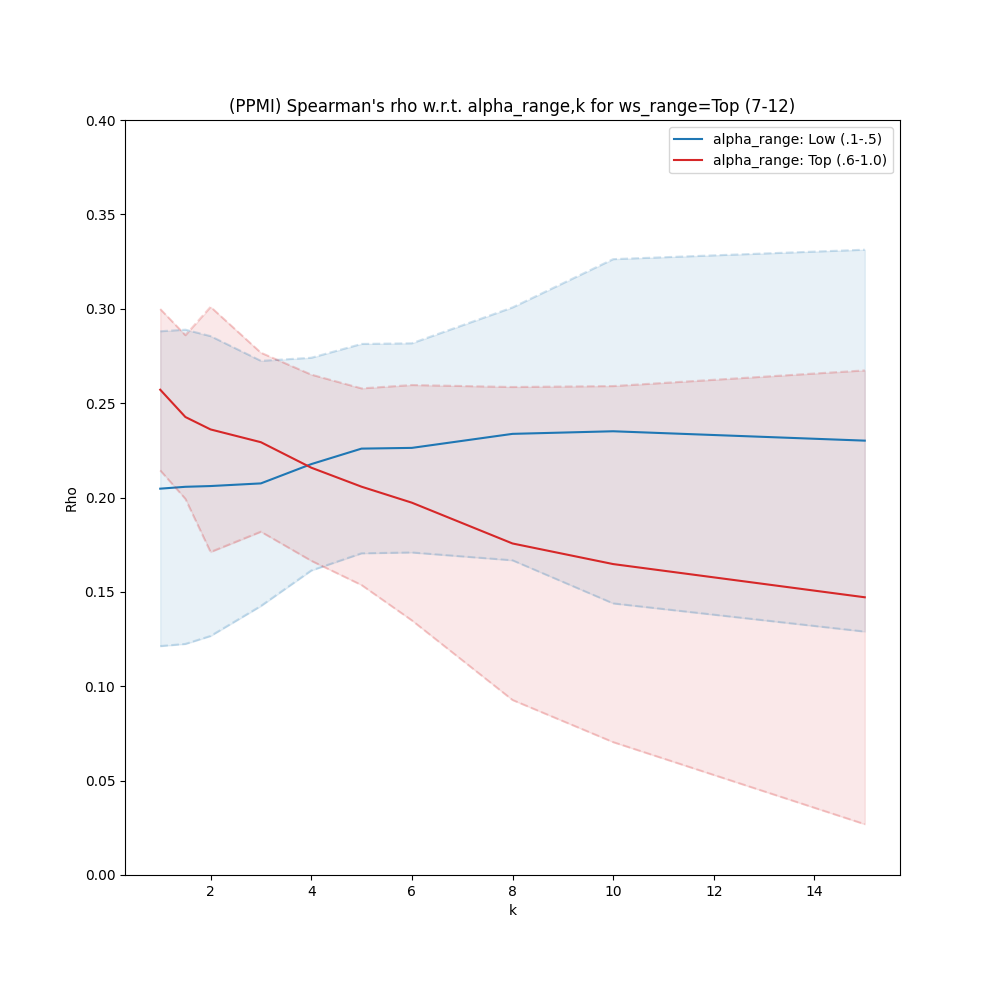 (PPMI) Spearman's rho w.r.t. alpha_range,k for ws_range=Top (7-12)
alpha_range: Low (.1-.5)
alpha_range: Top (.6-1.0)
0.40
0.35
0.30
0.25
0.20
0.15
0.10
0.05
0.00
Rho
2 4 6 8 10 12 14
k